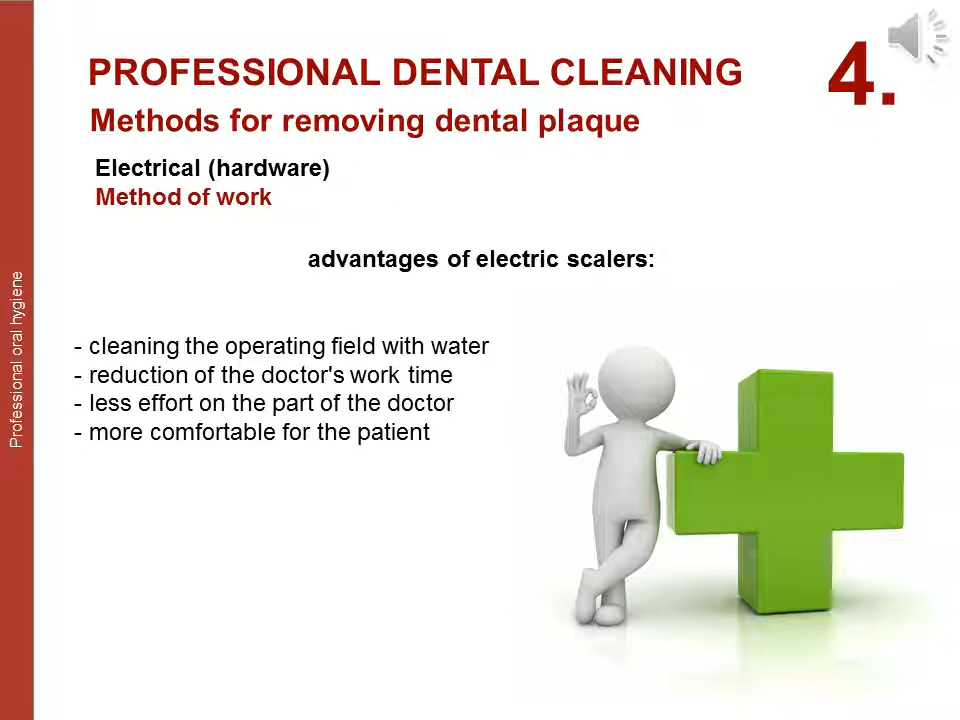 PROFESSIONAL DENTAL CLEANING
4.
Methods for removing dental plaque
Electrical (hardware)
Method of work
advantages of electric scalers:
- cleaning the operating field with water
- reduction of the doctor's work time
- less effort on the part of the doctor
- more comfortable for the patient
Professional oral hygiene